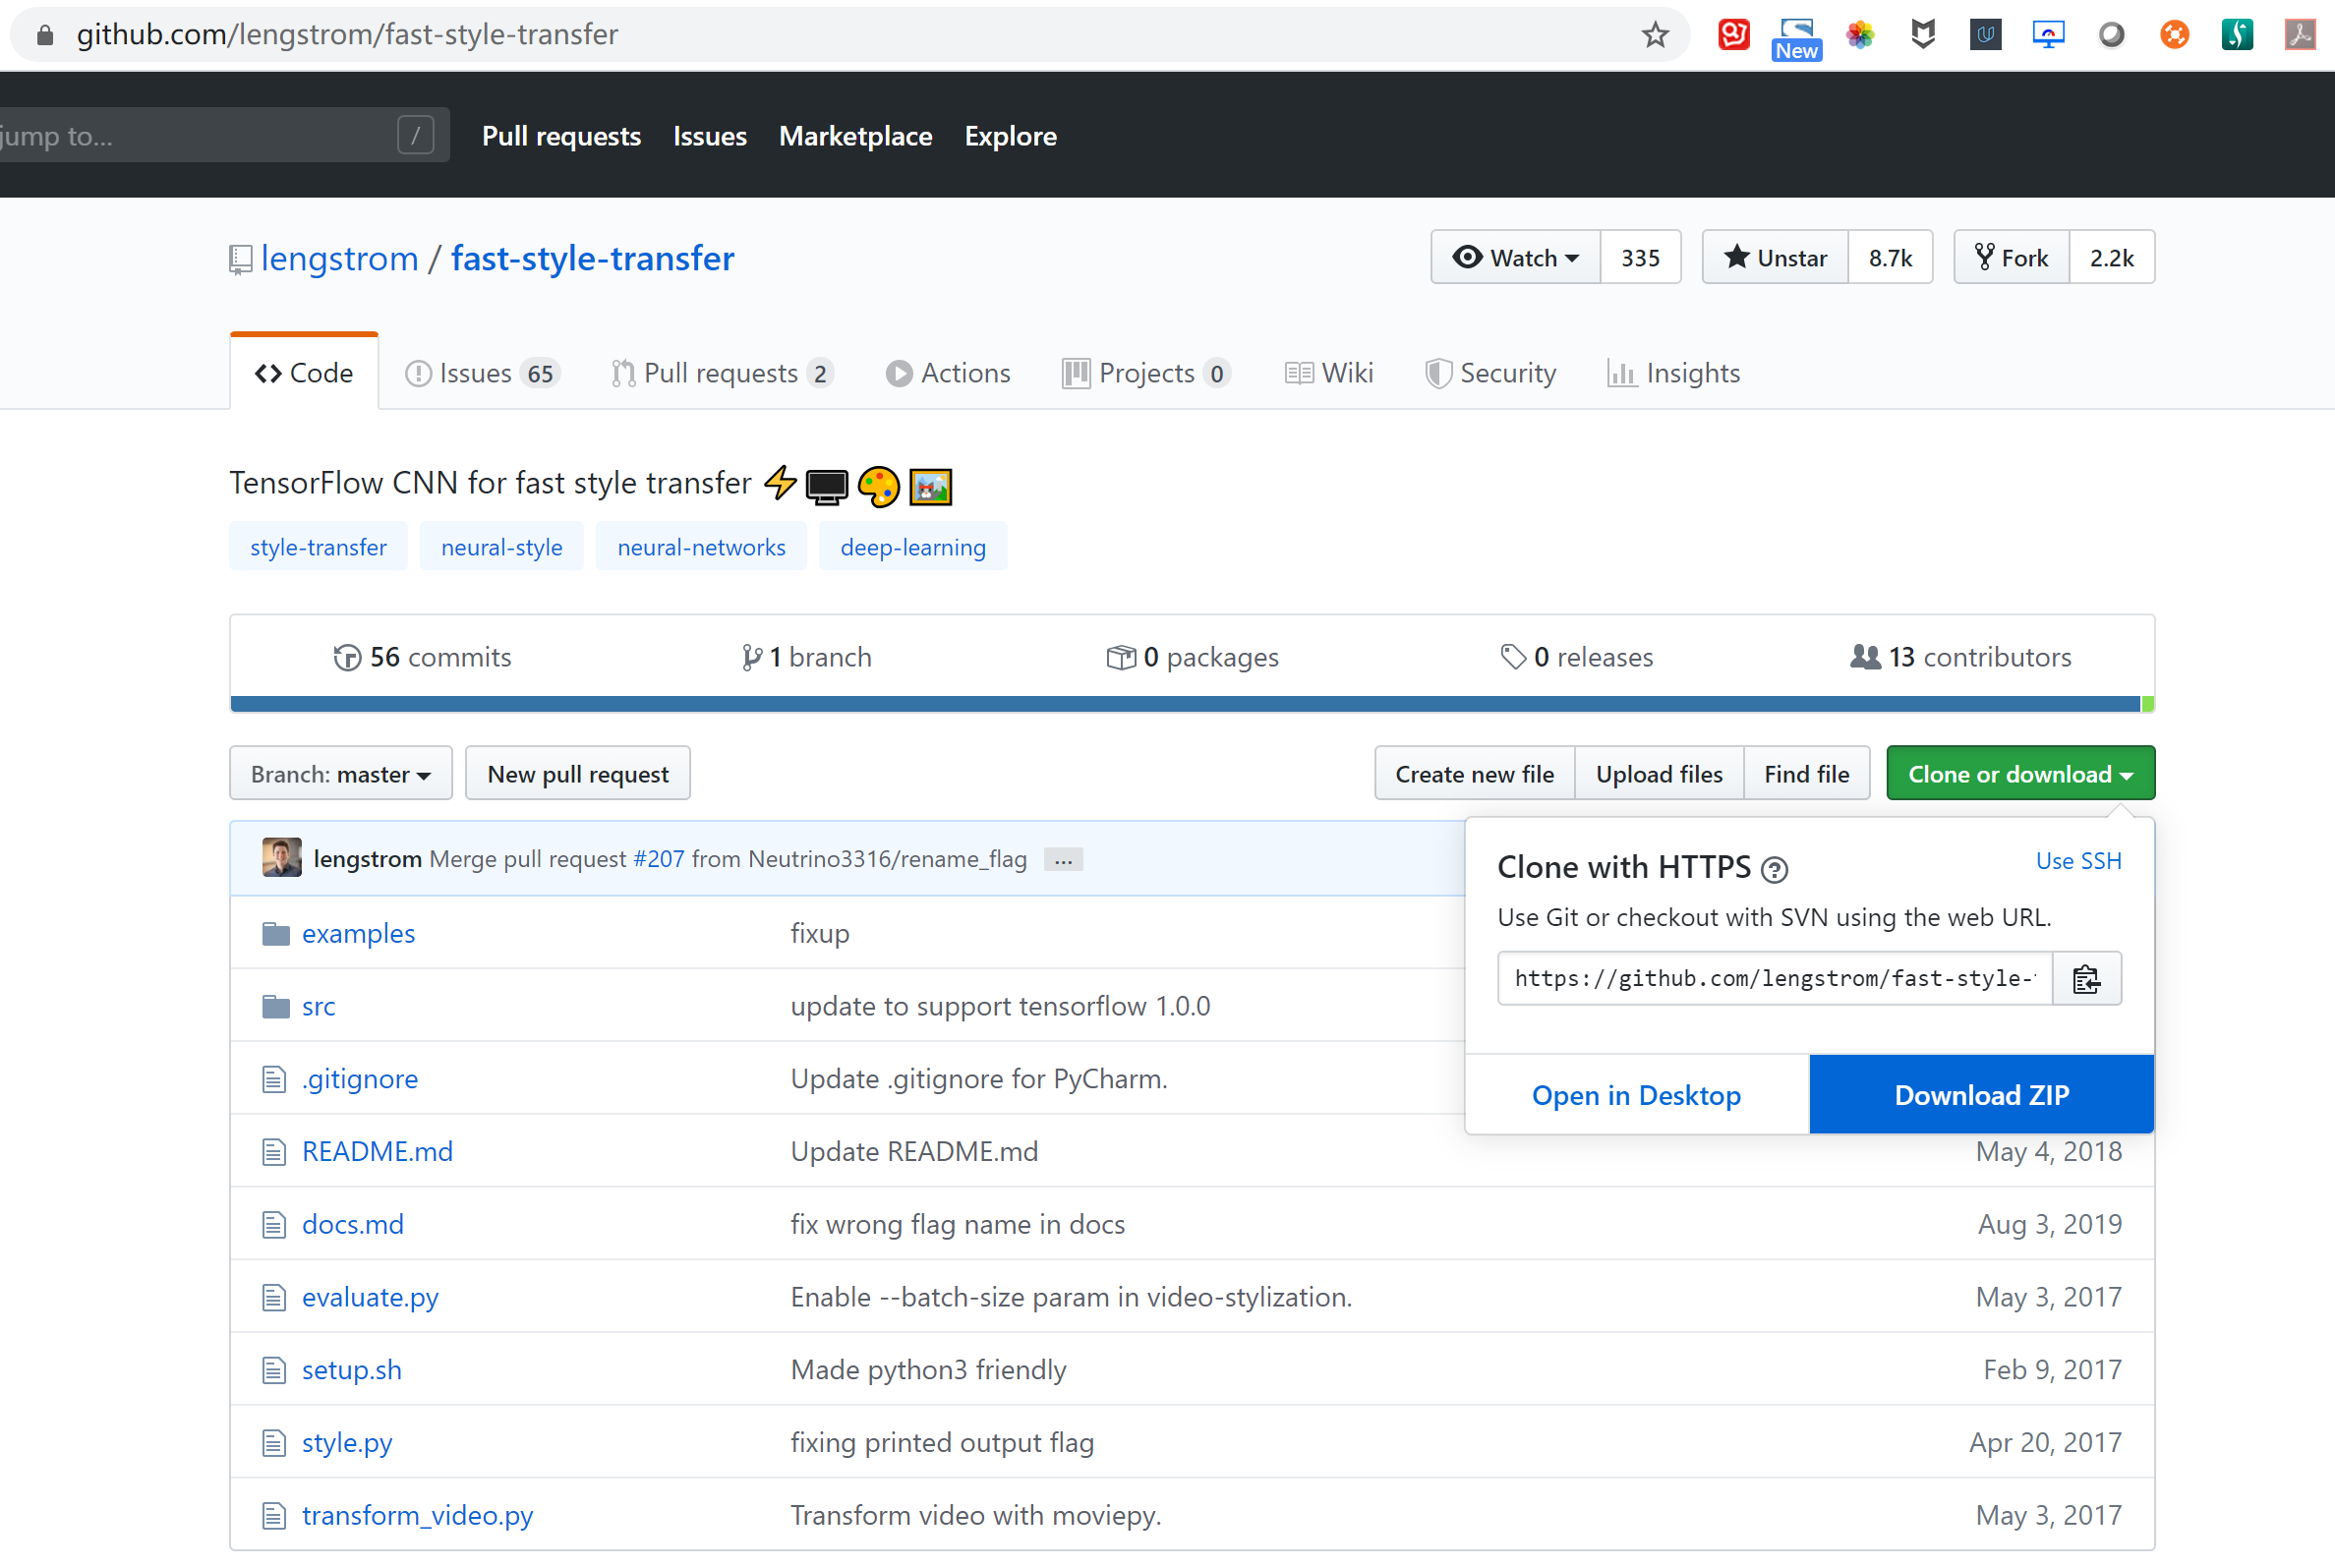 github.com/lengstrom/fast-style-transfer
New
jump to... /
Pull requests Issues Marketplace Explore
lengstrom / fast-style-transfer
Watch 335 Unstar 8.7k Fork 2.2k
Code Issues 65 Pull requests 2 Actions Projects 0 Wiki Security Insights
TensorFlow CNN for fast style transfer ⚡🖥🎨🖼
style-transfer neural-style neural-networks deep-learning
56 commits 1 branch 0 packages 0 releases 13 contributors
Branch: master New pull request Create new file Upload files Find file Clone or download
lengstrom Merge pull request #207 from Neutrino3316/rename_flag ...
Clone with HTTPS ? Use SSH
Use Git or checkout with SVN using the web URL.
https://github.com/lengstrom/fast-style-
Open in Desktop Download ZIP
examples fixup
src update to support tensorflow 1.0.0
.gitignore Update .gitignore for PyCharm.
README.md Update README.md May 4, 2018
docs.md fix wrong flag name in docs Aug 3, 2019
evaluate.py Enable --batch-size param in video-stylization. May 3, 2017
setup.sh Made python3 friendly Feb 9, 2017
style.py fixing printed output flag Apr 20, 2017
transform_video.py Transform video with moviepy. May 3, 2017